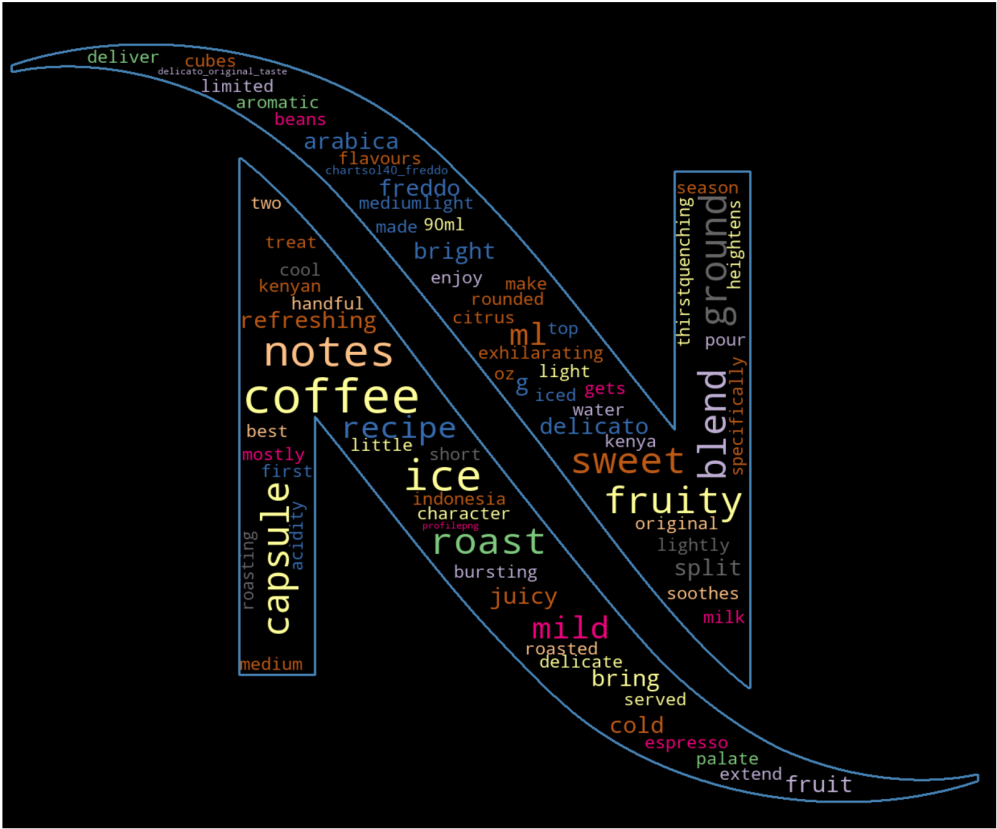 deliver
cubes
delicato_original_taste
limited
aromatic
beans
arabica
flavours
chartsol40_freddo
freddo
mediumlight
made 90ml
bright
enjoy
make
rounded
citrus
ml top
exhilarating
oz light
g iced gets
water
delicato
kenya
sweet
fruity
original
lightly
split
soothes
milk
season
thirstquenching
ground
heightens
pour
blend
specifically
two
treat
cool
kenyan
handful
refreshing
notes
coffee
best
recipe
little
mostly
short
first
ice
capsule
acidity
roasting
medium
indonesia
character
profilepng
roast
bursting
juicy
mild
roasted
delicate
bring
served
cold
espresso
palate
extend
fruit